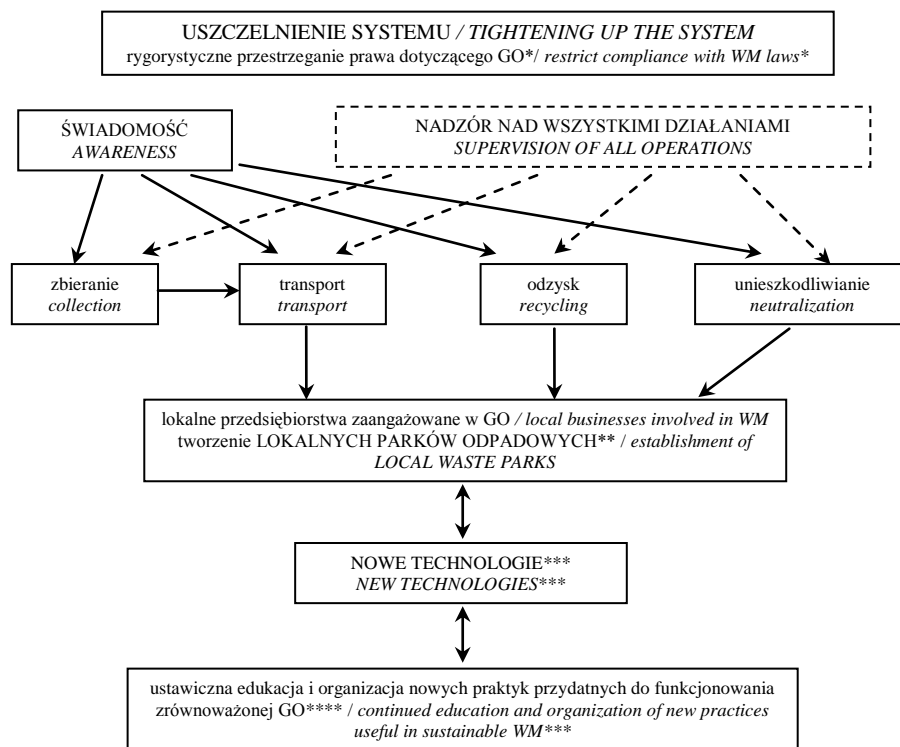 USZCZELNIENIE SYSTEMU / TIGHTENING UP THE SYSTEM
rygorystyczne przestrzeganie prawa dotyczącego GO*/ restrict compliance with WM laws*
ŚWIADOMOŚĆ
AWARENESS
NADZÓR NAD WSZYSTKIMI DZIAŁANIAMI
SUPERVISION OF ALL OPERATIONS
zbieranie
collection
transport
transport
odzysk
recycling
unieszkodliwianie
neutralization
lokalne przedsiębiorstwa zaangażowane w GO / local businesses involved in WM
tworzenie LOKALNYCH PARKÓW ODPADOWYCH** / establishment of
LOCAL WASTE PARKS
NOWE TECHNOLOGIE***
NEW TECHNOLOGIES***
ustawiczna edukacja i organizacja nowych praktyk przydatnych do funkcjonowania
zrównoważonej GO**** / continued education and organization of new practices
useful in sustainable WM***